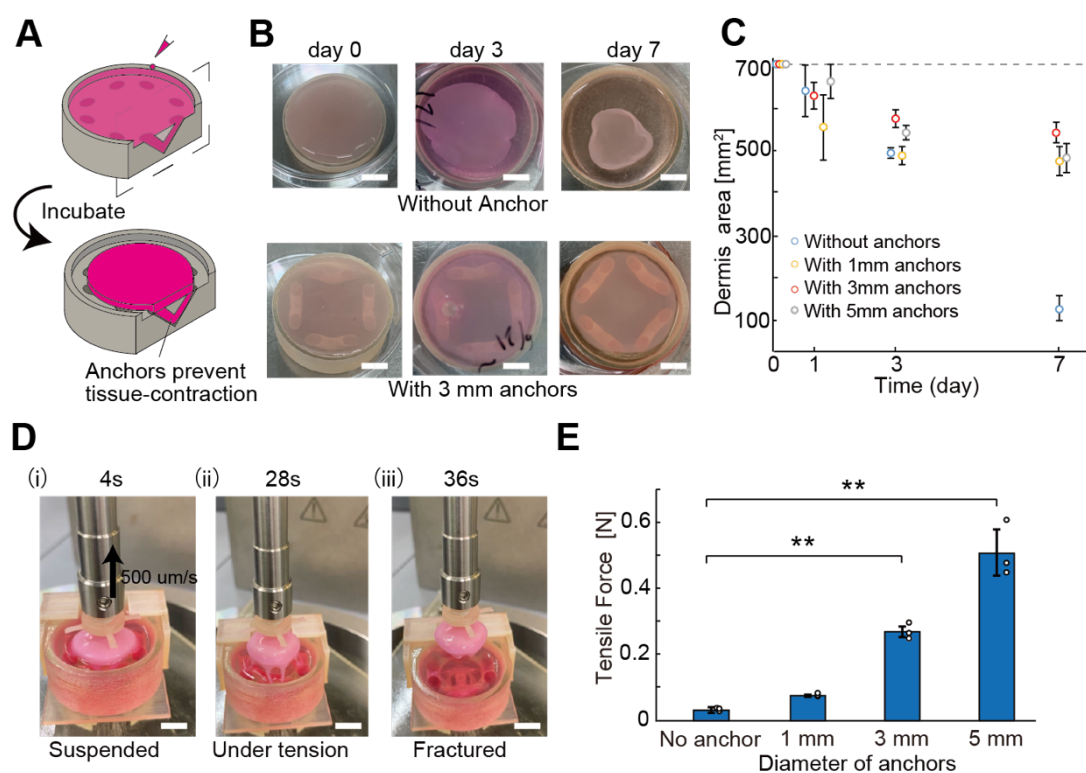 A
Incubate
Anchors prevent
tissue-contraction
B
day 0
day 3
day 7
Without Anchor
With 3 mm anchors
C
Dermis area [mm²]
700
500
300
100
Without anchors
With 1mm anchors
With 3mm anchors
With 5mm anchors
0
1
3
7
Time (day)
D
(i)
4s
(ii)
28s
(iii)
36s
500 um/s
Suspended
Under tension
Fractured
E
Tensile Force [N]
0.6
0.4
0.2
0
**
**
No anchor
1 mm
3 mm
5 mm
Diameter of anchors